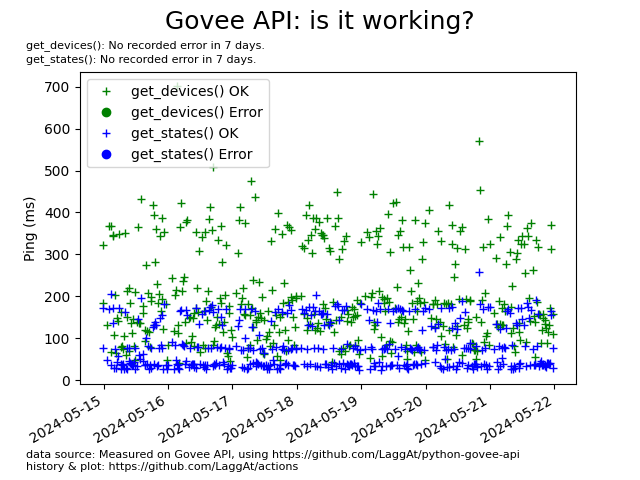 Govee API: is it working?
get_devices(): No recorded error in 7 days.
get_states(): No recorded error in 7 days.
get_devices() OK
get_devices() Error
get_states() OK
get_states() Error
Ping (ms)
700
600
500
400
300
200
100
0
2024-05-15
2024-05-16
2024-05-17
2024-05-18
2024-05-19
2024-05-20
2024-05-21
2024-05-22
data source: Measured on Govee API, using https://github.com/LaggAt/python-govee-api
history & plot: https://github.com/LaggAt/actions